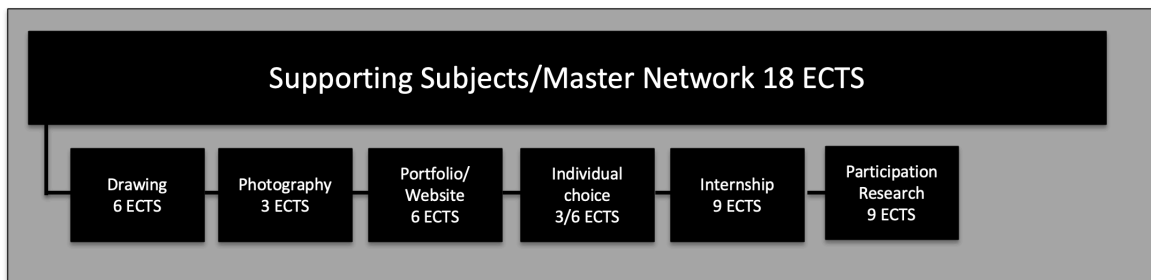 Supporting Subjects/Master Network 18 ECTS
Drawing
6 ECTS
Photography
3 ECTS
Portfolio/
Website
6 ECTS
Individual
choice
3/6 ECTS
Internship
9 ECTS
Participation
Research
9 ECTS